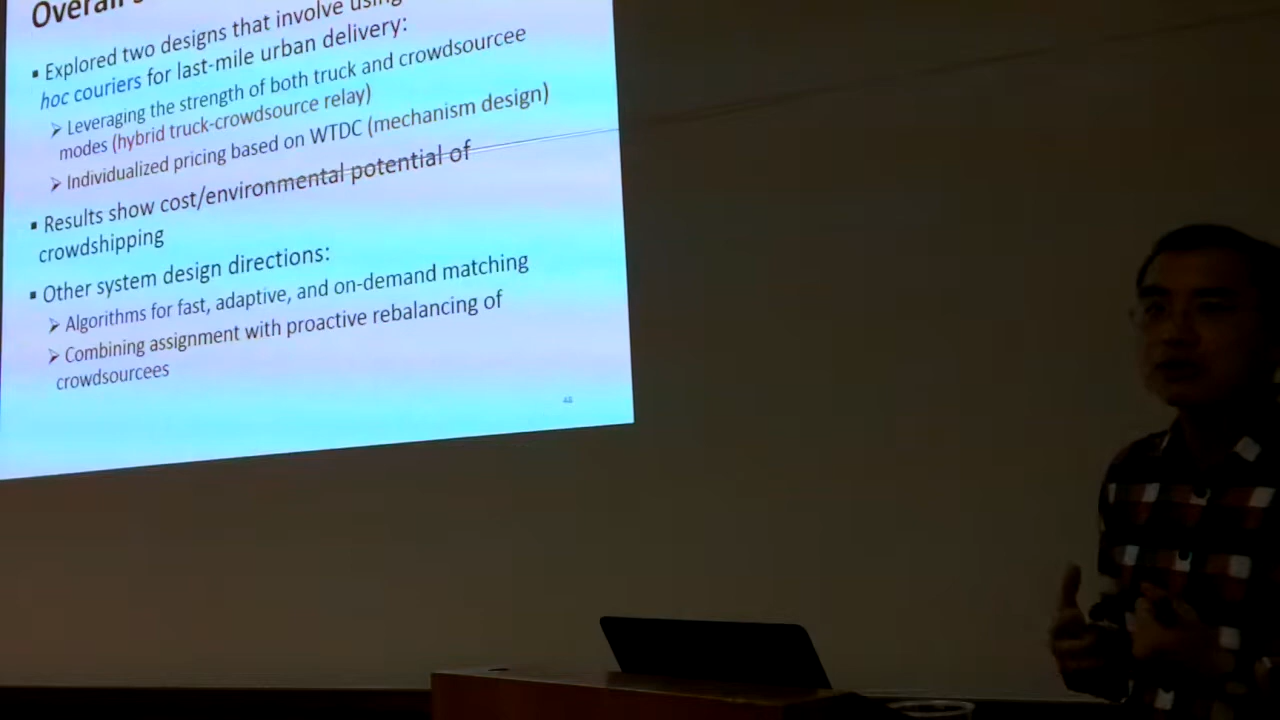 Overall
▪ Explored two designs that involve using
hoc couriers for last-mile urban delivery:
➢ Leveraging the strength of both truck and crowdsourcee
modes (hybrid truck-crowdsource relay)
➢ Individualized pricing based on WTDC (mechanism design)
▪ Results show cost/environmental potential of
crowdshipping
▪ Other system design directions:
➢ Algorithms for fast, adaptive, and on-demand matching
➢ Combining assignment with proactive rebalancing of
crowdsourcees